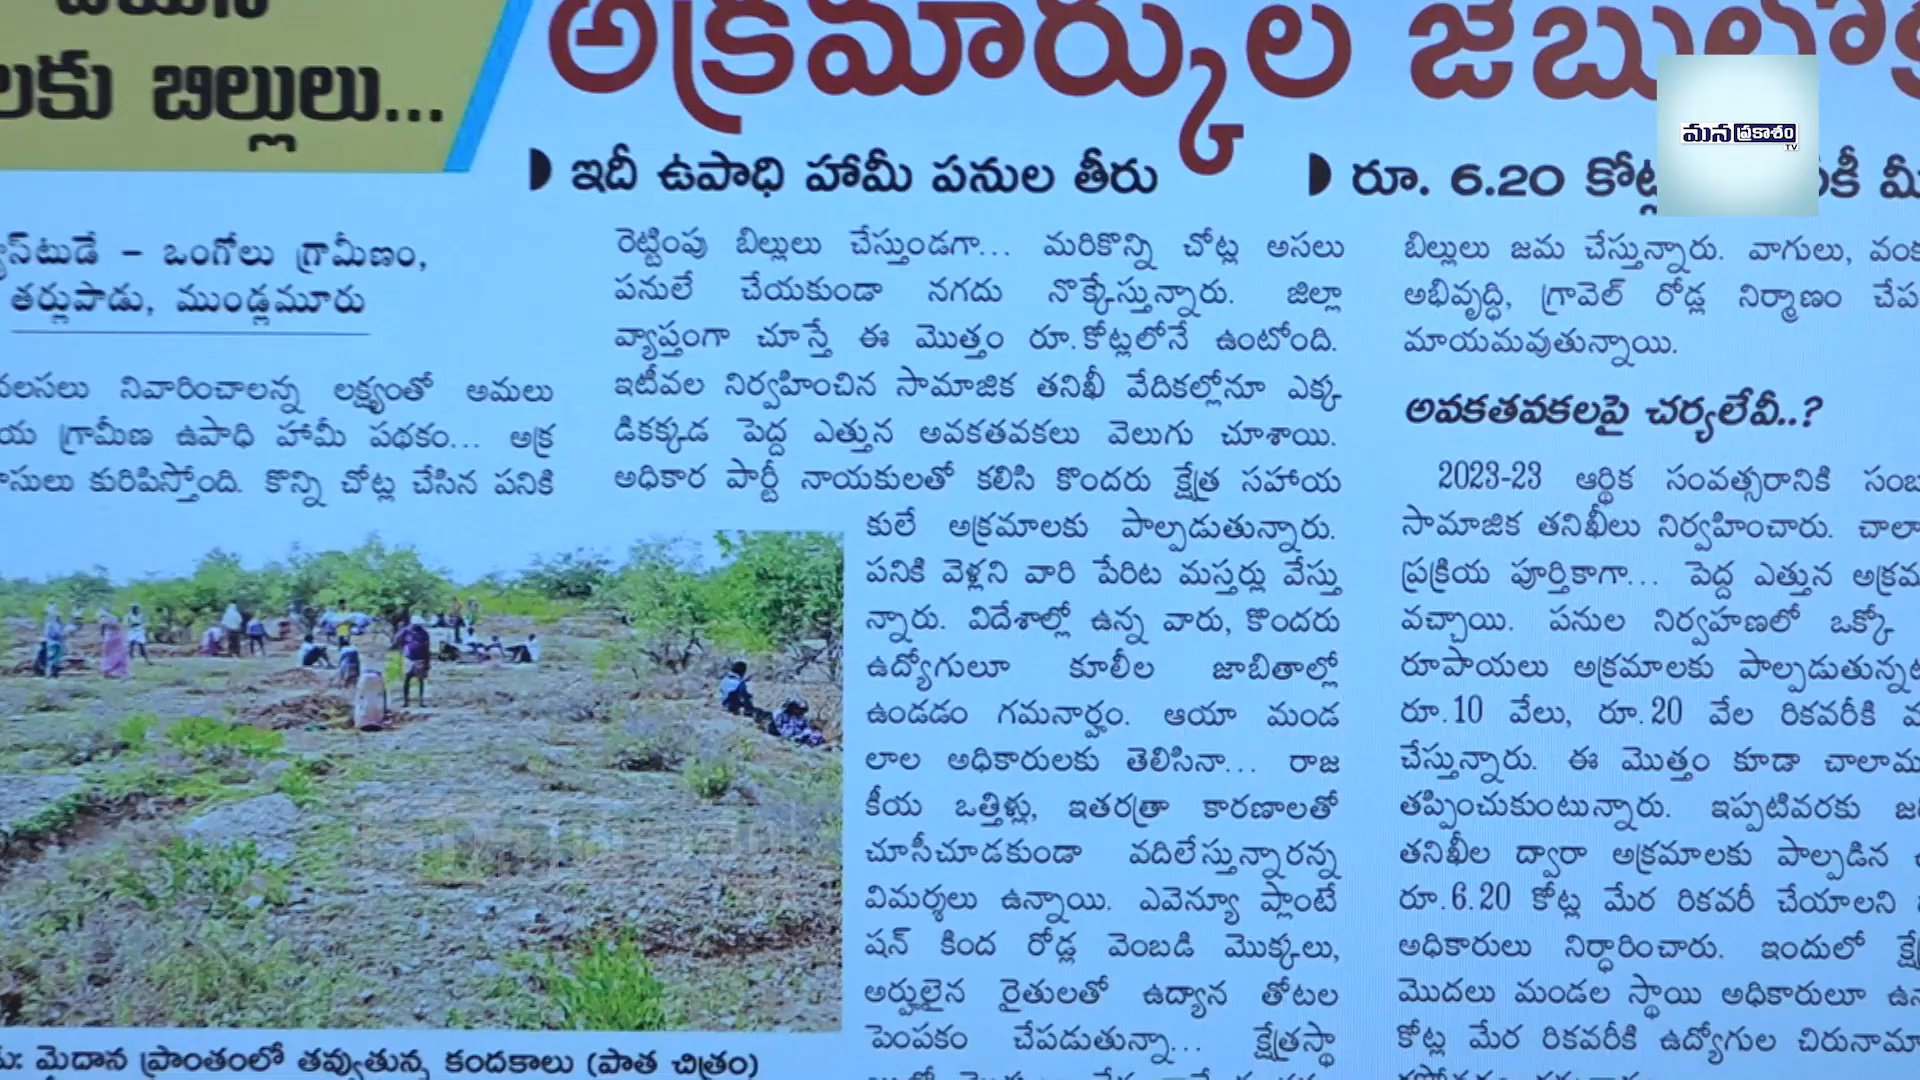 లకు బిల్లులు...
అక్రమార్కుల జేబుల్లోకి
మన ప్రకాశం TV
ఇదీ ఉపాధి హామీ పనుల తీరు
రూ. 6.20 కోట్ల
టుడే – ఒంగోలు గ్రామీణం,
తర్లుపాడు, ముండ్లమూరు
వలసలు నివారించాలన్న లక్ష్యంతో అమలు
గ్రామీణ ఉపాధి హామీ పథకం... అక్ర
కురిపిస్తోంది. కొన్ని చోట్ల చేసిన పనికి
రెట్టింపు బిల్లులు చేస్తుండగా... మరికొన్ని చోట్ల అసలు
పనులే చేయకుండా నగదు నొక్కేస్తున్నారు. జిల్లా
వ్యాప్తంగా చూస్తే ఈ మొత్తం రూ.కోట్లలోనే ఉంటోంది.
ఇటీవల నిర్వహించిన సామాజిక తనిఖీ వేదికల్లోనూ ఎక్క
డికక్కడ పెద్ద ఎత్తున అవకతవకలు వెలుగు చూశాయి.
అధికార పార్టీ నాయకులతో కలిసి కొందరు క్షేత్ర సహాయ
కులే అక్రమాలకు పాల్పడుతున్నారు.
పనికి వెళ్లని వారి పేరిట మస్తర్లు వేస్తు
న్నారు. విదేశాల్లో ఉన్న వారు, కొందరు
ఉద్యోగులూ కూలీల జాబితాల్లో
ఉండడం గమనార్హం. ఆయా మండ
లాల అధికారులకు తెలిసినా... రాజ
కీయ ఒత్తిళ్లు, ఇతరత్రా కారణాలతో
చూసీచూడకుండా వదిలేస్తున్నారన్న
విమర్శలు ఉన్నాయి. ఎవెన్యూ ప్లాంటే
షన్ కింద రోడ్ల వెంబడి మొక్కలు,
అర్హులైన రైతులతో ఉద్యాన తోటల
పెంపకం చేపడుతున్నా... క్షేత్రస్థా
మైదాన ప్రాంతంలో తవ్వుతున్న కందకాలు (పాత చిత్రం)
బిల్లులు జమ చేస్తున్నారు. వాగులు,
అభివృద్ధి, గ్రావెల్ రోడ్ల నిర్మాణం
మాయమవుతున్నాయి.
అవకతవకలపై చర్యలేవీ..?
2023-23 ఆర్థిక సంవత్సరానికి
సామాజిక తనిఖీలు నిర్వహించారు.
ప్రక్రియ పూర్తికాగా... పెద్ద ఎత్తున
వచ్చాయి. పనుల నిర్వహణలో ఒక్కో
రూపాయలు అక్రమాలకు
రూ.10 వేలు, రూ.20 వేల రికవరీకి
చేస్తున్నారు. ఈ మొత్తం కూడా
తప్పించుకుంటున్నారు. ఇప్పటివరకు
తనిఖీల ద్వారా అక్రమాలకు పాల్పడిన
రూ.6.20 కోట్ల మేర రికవరీ చేయాలని
అధికారులు నిర్ధారించారు. ఇందులో
మొదలు మండల స్థాయి అధికారులూ
కోట్ల మేర రికవరీకి ఉద్యోగుల